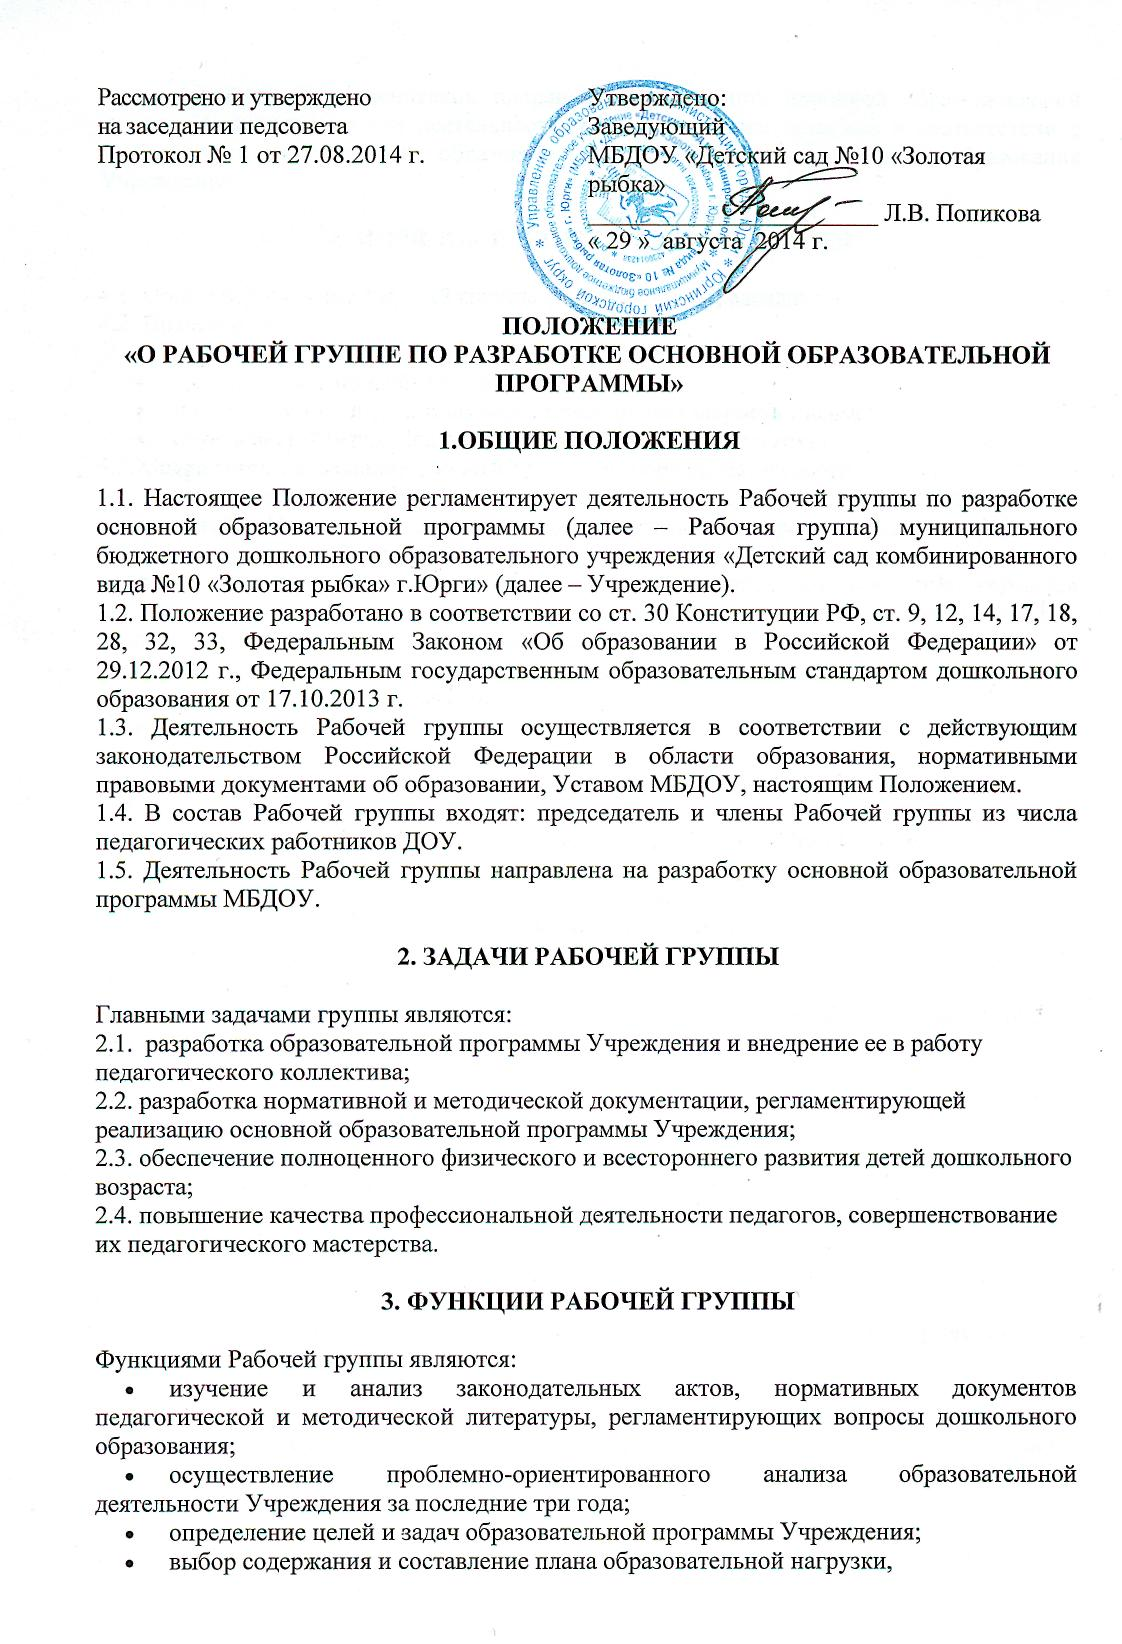 Рассмотрено и утверждено
на заседании педсовета
Протокол № 1 от 27.08.2014 г.
Утверждено:
Заведующий
МБДОУ «Детский сад №10 «Золотая
рыбка»
Л.В. Попикова
« 29 » августа 2014 г.
ПОЛОЖЕНИЕ
«О РАБОЧЕЙ ГРУППЕ ПО РАЗРАБОТКЕ ОСНОВНОЙ ОБРАЗОВАТЕЛЬНОЙ
ПРОГРАММЫ»
1.ОБЩИЕ ПОЛОЖЕНИЯ
1.1. Настоящее Положение регламентирует деятельность Рабочей группы по разработке
основной образовательной программы (далее – Рабочая группа) муниципального
бюджетного дошкольного образовательного учреждения «Детский сад комбинированного
вида №10 «Золотая рыбка» г.Юрги» (далее – Учреждение).
1.2. Положение разработано в соответствии со ст. 30 Конституции РФ, ст. 9, 12, 14, 17, 18,
28, 32, 33, Федеральным Законом «Об образовании в Российской Федерации» от
29.12.2012 г., Федеральным государственным образовательным стандартом дошкольного
образования от 17.10.2013 г.
1.3. Деятельность Рабочей группы осуществляется в соответствии с действующим
законодательством Российской Федерации в области образования, нормативными
правовыми документами об образовании, Уставом МБДОУ, настоящим Положением.
1.4. В состав Рабочей группы входят: председатель и члены Рабочей группы из числа
педагогических работников ДОУ.
1.5. Деятельность Рабочей группы направлена на разработку основной образовательной
программы МБДОУ.
2. ЗАДАЧИ РАБОЧЕЙ ГРУППЫ
Главными задачами группы являются:
2.1. разработка образовательной программы Учреждения и внедрение ее в работу
педагогического коллектива;
2.2. разработка нормативной и методической документации, регламентирующей
реализацию основной образовательной программы Учреждения;
2.3. обеспечение полноценного физического и всестороннего развития детей дошкольного
возраста;
2.4. повышение качества профессиональной деятельности педагогов, совершенствование
их педагогического мастерства.
3. ФУНКЦИИ РАБОЧЕЙ ГРУППЫ
Функциями Рабочей группы являются:
• изучение и анализ законодательных актов, нормативных документов
педагогической и методической литературы, регламентирующих вопросы дошкольного
образования;
• осуществление проблемно-ориентированного анализа образовательной
деятельности Учреждения за последние три года;
• определение целей и задач образовательной программы Учреждения;
• выбор содержания и составление плана образовательной нагрузки,